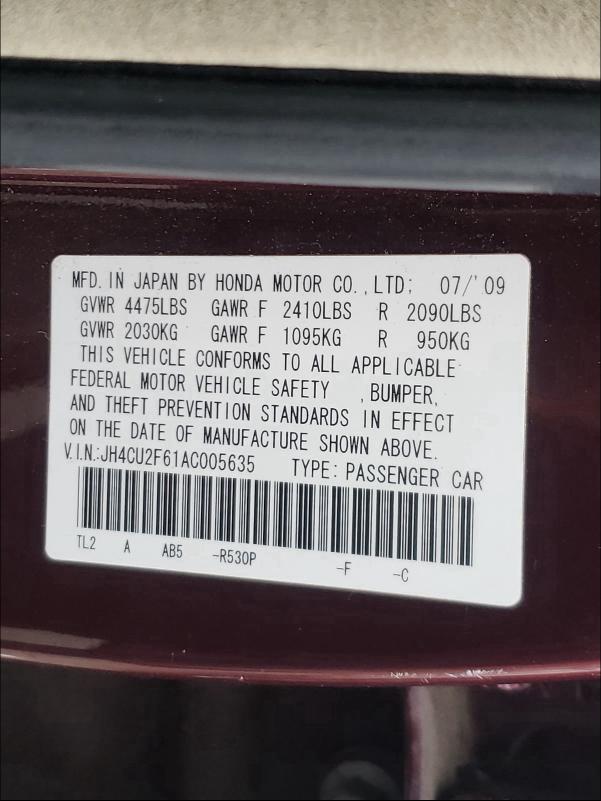 MFD. IN JAPAN BY HONDA MOTOR CO., LTD; 07/'09
GVWR 4475LBS GAWR F 2410LBS R 2090LBS
GVWR 2030KG GAWR F 1095KG R 950KG
THIS VEHICLE CONFORMS TO ALL APPLICABLE
FEDERAL MOTOR VEHICLE SAFETY , BUMPER,
AND THEFT PREVENTION STANDARDS IN EFFECT
ON THE DATE OF MANUFACTURE SHOWN ABOVE.
V.I.N.:JH4CU2F61AC005635 TYPE: PASSENGER CAR
TL2 A AB5 -R530P -F -C